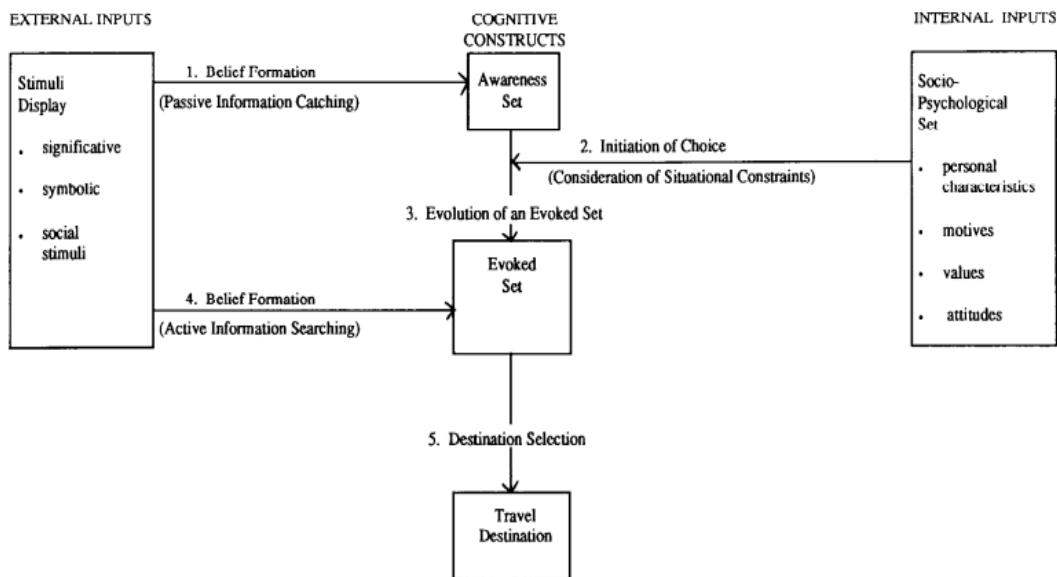 EXTERNAL INPUTS
COGNITIVE
CONSTRUCTS
INTERNAL INPUTS
Stimuli
Display
• significative
• symbolic
• social
stimuli
1. Belief Formation
(Passive Information Catching)
Awareness
Set
2. Initiation of Choice
(Consideration of Situational Constraints)
Socio-
Psychological
Set
• personal
characteristics
• motives
• values
• attitudes
3. Evolution of an Evoked Set
Evoked
Set
4. Belief Formation
(Active Information Searching)
5. Destination Selection
Travel
Destination